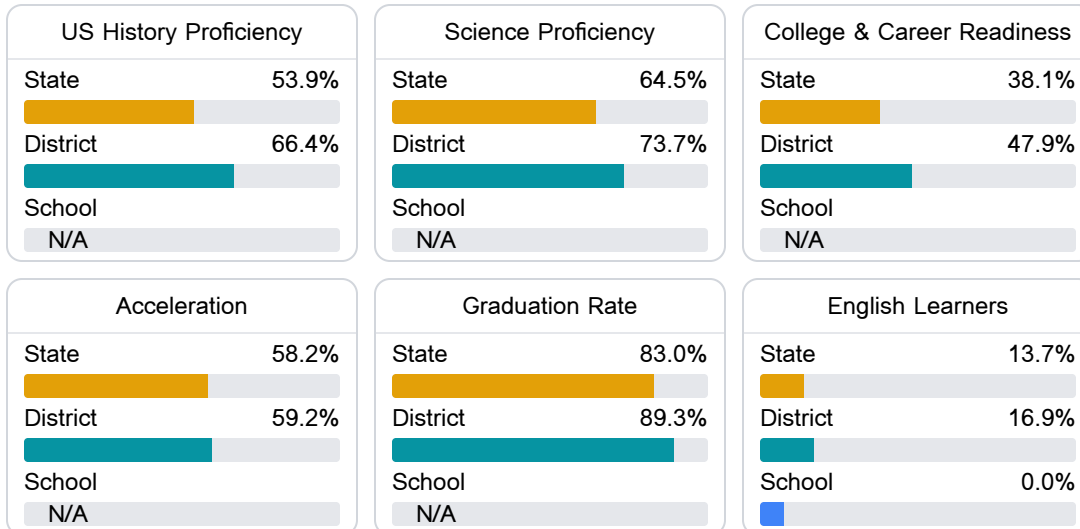 US History Proficiency
State 53.9%
District 66.4%
School
N/A
Science Proficiency
State 64.5%
District 73.7%
School
N/A
College & Career Readiness
State 38.1%
District 47.9%
School
N/A
Acceleration
State 58.2%
District 59.2%
School
N/A
Graduation Rate
State 83.0%
District 89.3%
School
N/A
English Learners
State 13.7%
District 16.9%
School 0.0%